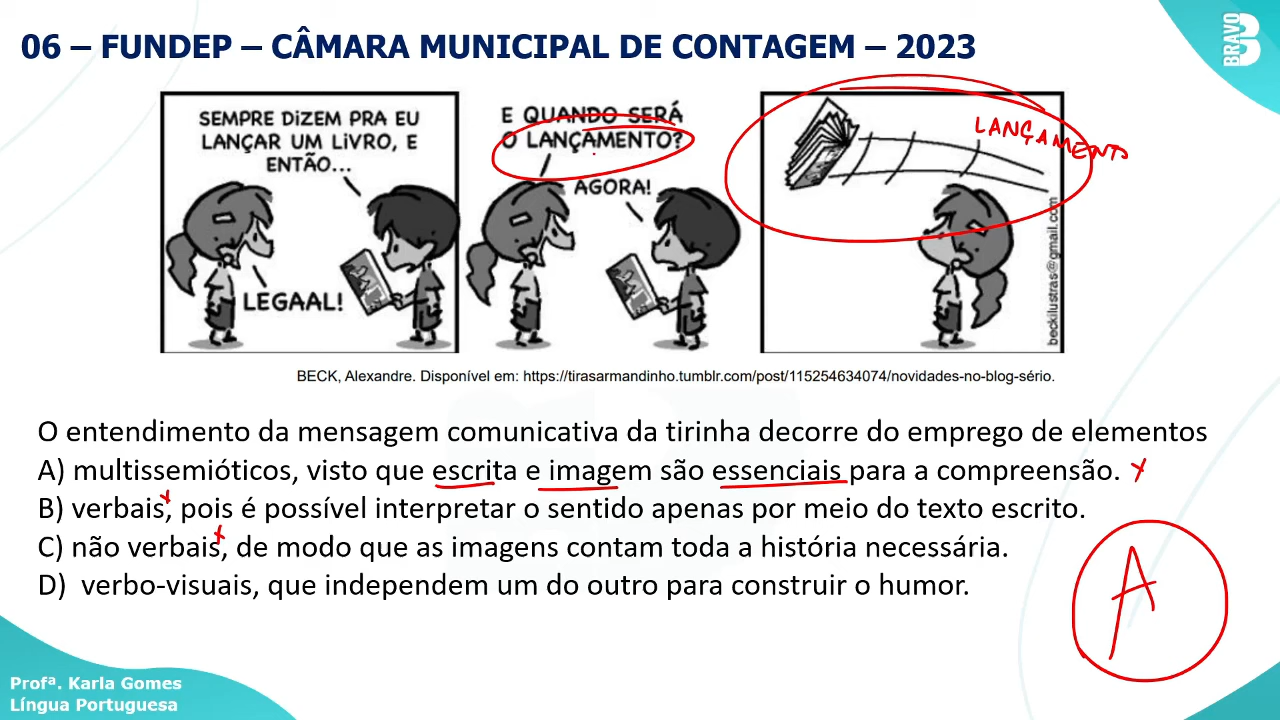 06 – FUNDEP – CÂMARA MUNICIPAL DE CONTAGEM – 2023
BRAVO
SEMPRE DIZEM PRA EU
LANÇAR UM LIVRO, E
ENTÃO...
LEGAAL!
E QUANDO SERÁ
O LANÇAMENTO?
AGORA!
LANÇAMENTO
beckilustras@gmail.com
BECK, Alexandre. Disponível em: https://tirasarmandinho.tumblr.com/post/115254634074/novidades-no-blog-sério.
O entendimento da mensagem comunicativa da tirinha decorre do emprego de elementos
A) multissemióticos, visto que escrita e imagem são essenciais para a compreensão.
B) verbais, pois é possível interpretar o sentido apenas por meio do texto escrito.
C) não verbais, de modo que as imagens contam toda a história necessária.
D) verbo-visuais, que independem um do outro para construir o humor.
A
Profª. Karla Gomes
Língua Portuguesa